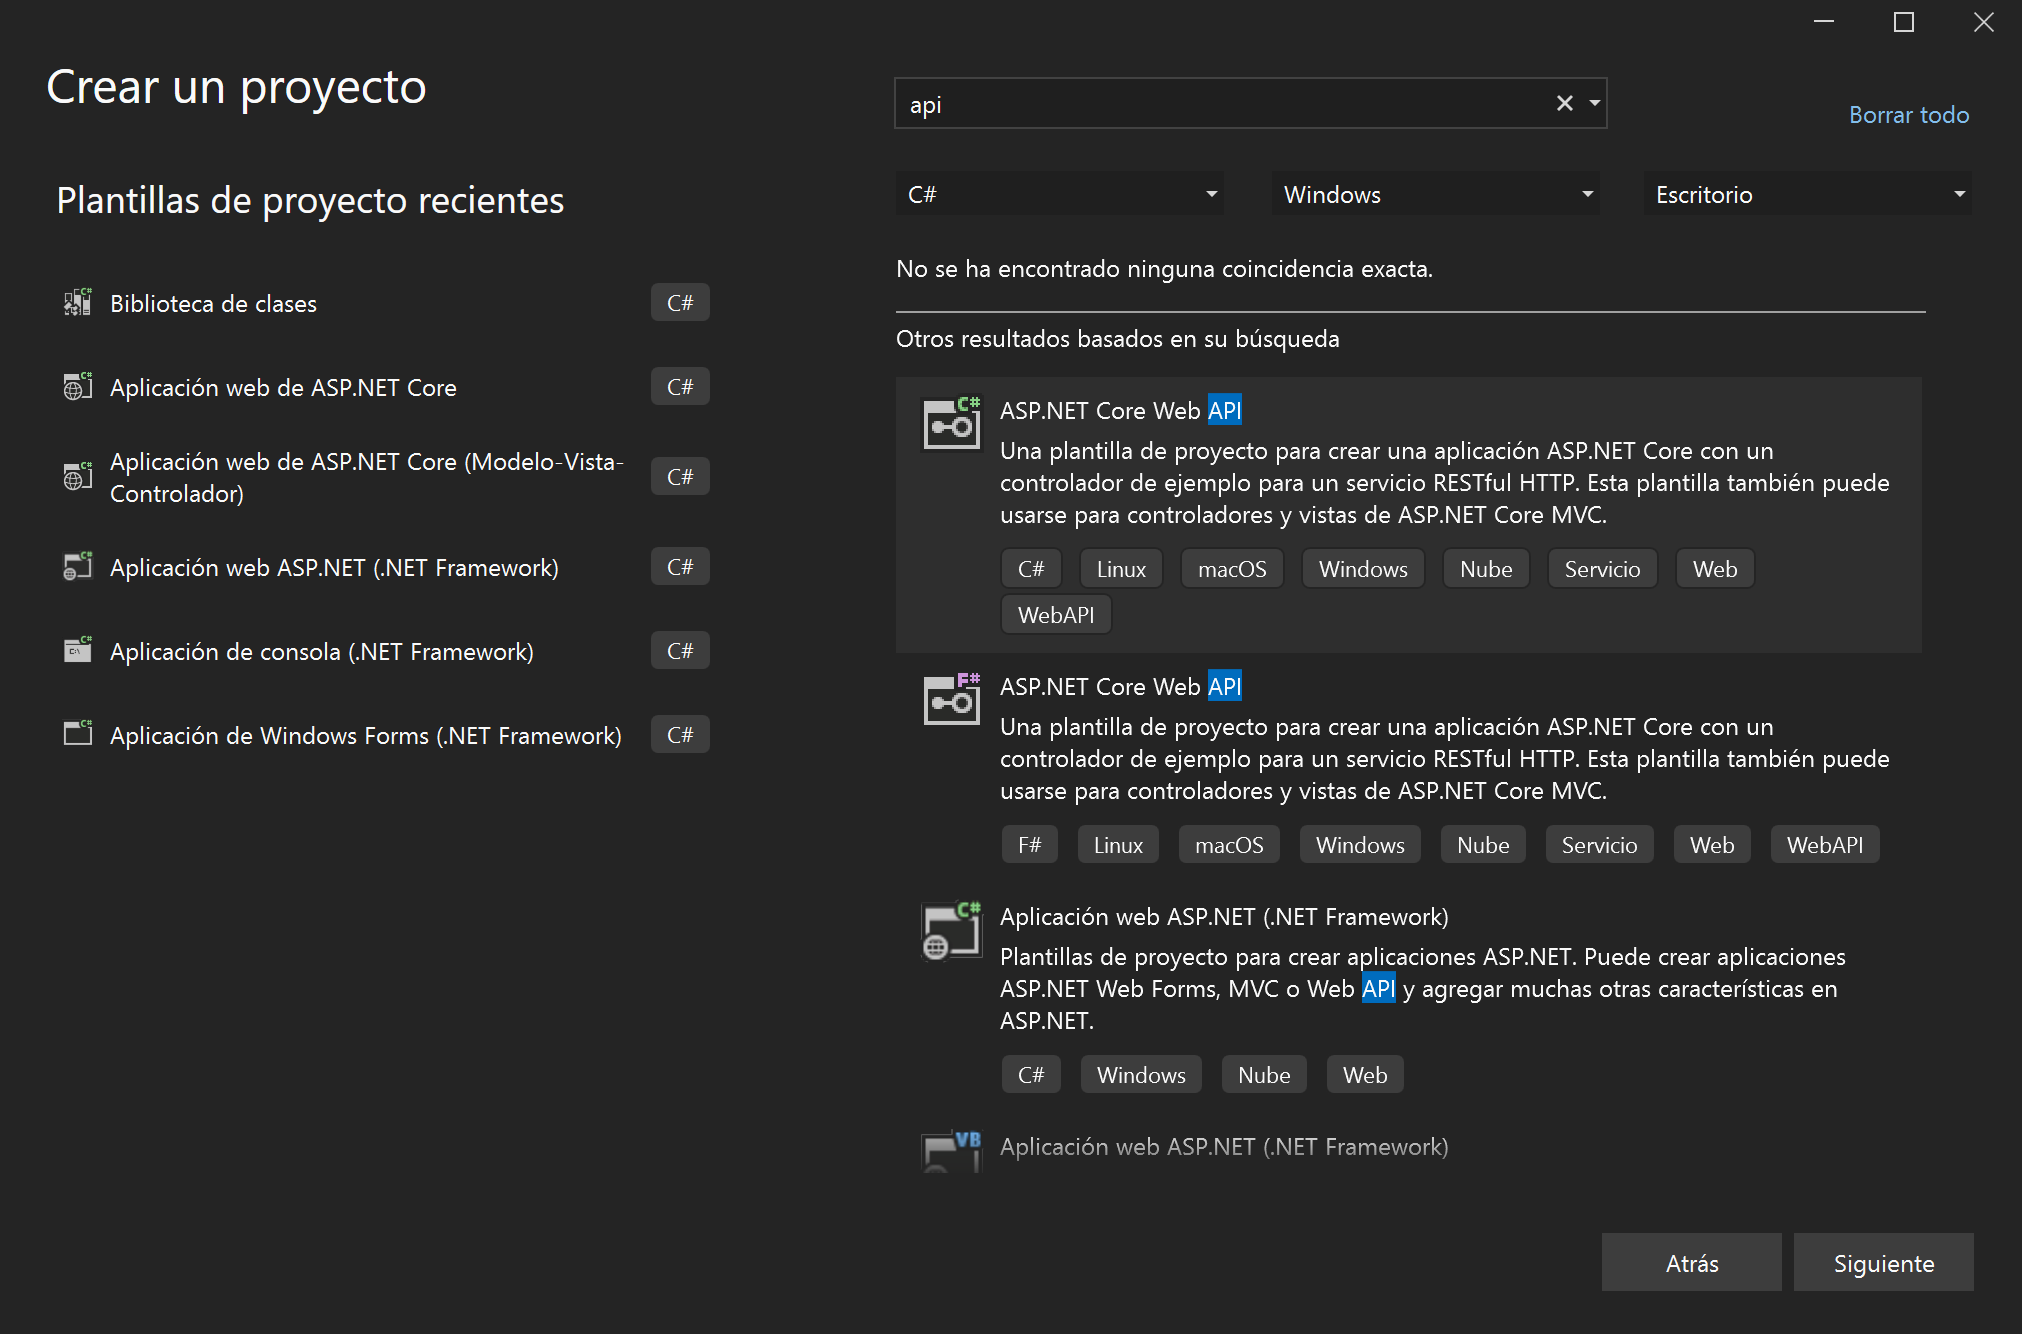 Crear un proyecto
api
Borrar todo
Plantillas de proyecto recientes
C#
Windows
Escritorio
Biblioteca de clases
C#
Aplicación web de ASP.NET Core
C#
Aplicación web de ASP.NET Core (Modelo-Vista-
Controlador)
C#
Aplicación web ASP.NET (.NET Framework)
C#
Aplicación de consola (.NET Framework)
C#
Aplicación de Windows Forms (.NET Framework)
C#
No se ha encontrado ninguna coincidencia exacta.
Otros resultados basados en su búsqueda
C#
ASP.NET Core Web API
Una plantilla de proyecto para crear una aplicación ASP.NET Core con un
controlador de ejemplo para un servicio RESTful HTTP. Esta plantilla también puede
usarse para controladores y vistas de ASP.NET Core MVC.
C# Linux macOS Windows Nube Servicio Web
WebAPI
F#
ASP.NET Core Web API
Una plantilla de proyecto para crear una aplicación ASP.NET Core con un
controlador de ejemplo para un servicio RESTful HTTP. Esta plantilla también puede
usarse para controladores y vistas de ASP.NET Core MVC.
F# Linux macOS Windows Nube Servicio Web WebAPI
C#
Aplicación web ASP.NET (.NET Framework)
Plantillas de proyecto para crear aplicaciones ASP.NET. Puede crear aplicaciones
ASP.NET Web Forms, MVC o Web API y agregar muchas otras características en
ASP.NET.
C# Windows Nube Web
VB
Aplicación web ASP.NET (.NET Framework)
Atrás
Siguiente